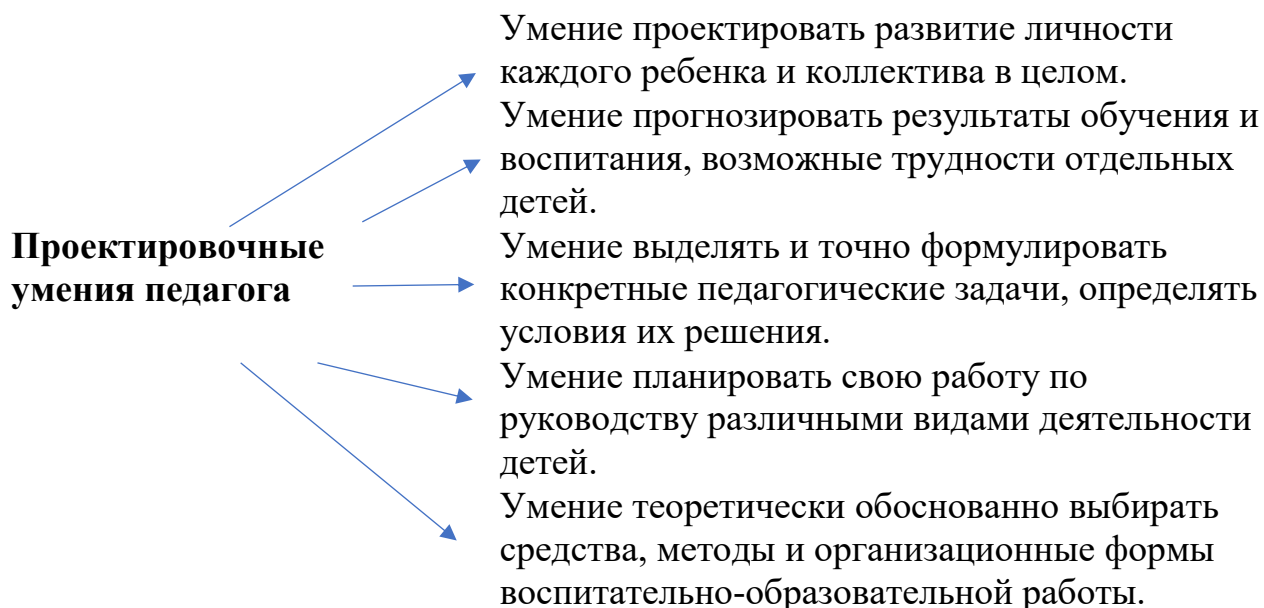 Умение проектировать развитие личности
каждого ребенка и коллектива в целом.
Умение прогнозировать результаты обучения и
воспитания, возможные трудности отдельных
детей.
Проектировочные
умения педагога
Умение выделять и точно формулировать
конкретные педагогические задачи, определять
условия их решения.
Умение планировать свою работу по
руководству различными видами деятельности
детей.
Умение теоретически обоснованно выбирать
средства, методы и организационные формы
воспитательно-образовательной работы.